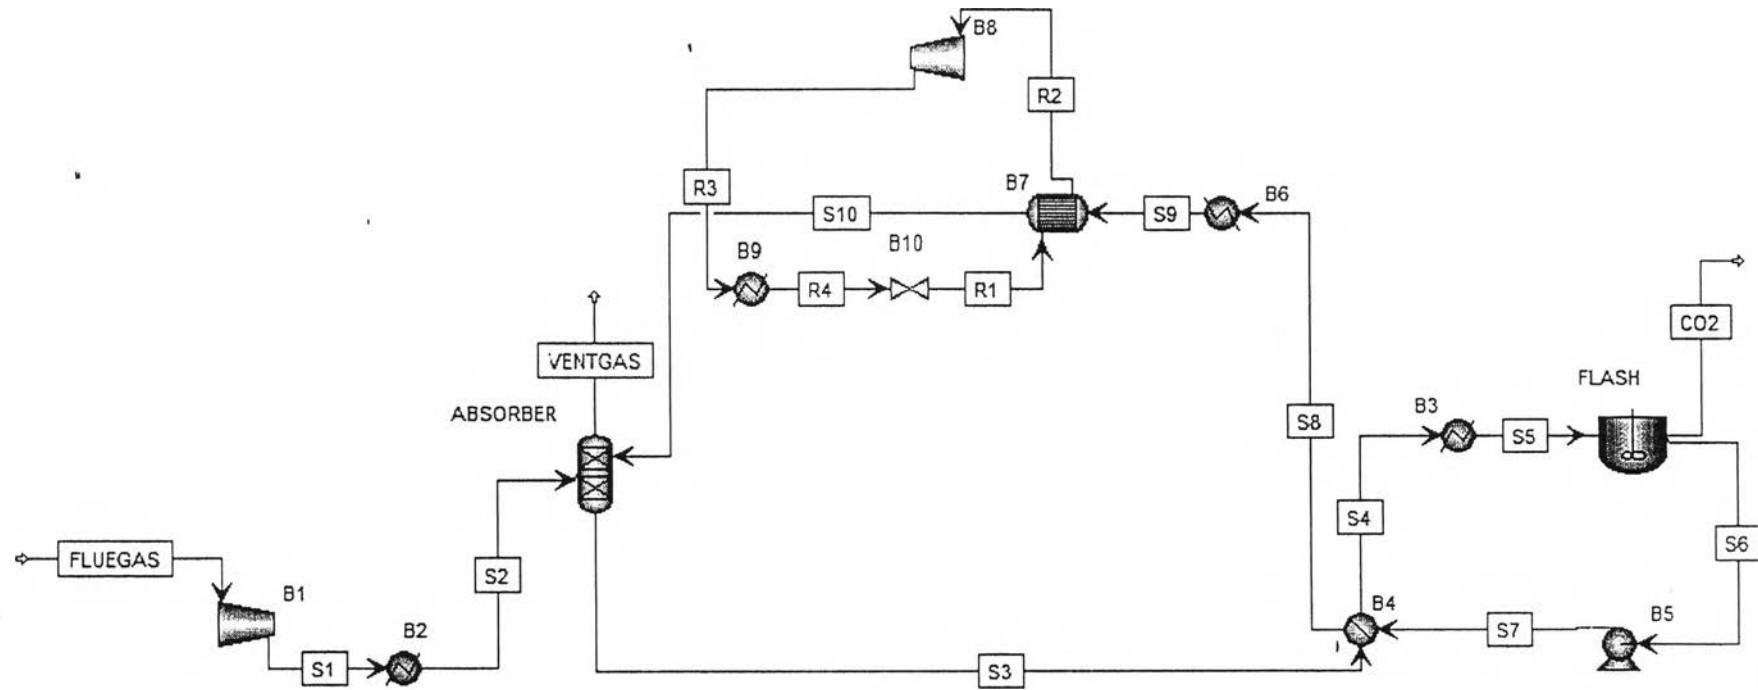 B8
R2
R3
B7
B6
S10
S9
B10
B9
R4
R1
CO2
VENTGAS
FLASH
ABSORBER
B3
S8
S5
S4
S6
FLUEGAS
S2
B1
B4
B5
S7
B2
S1
S3